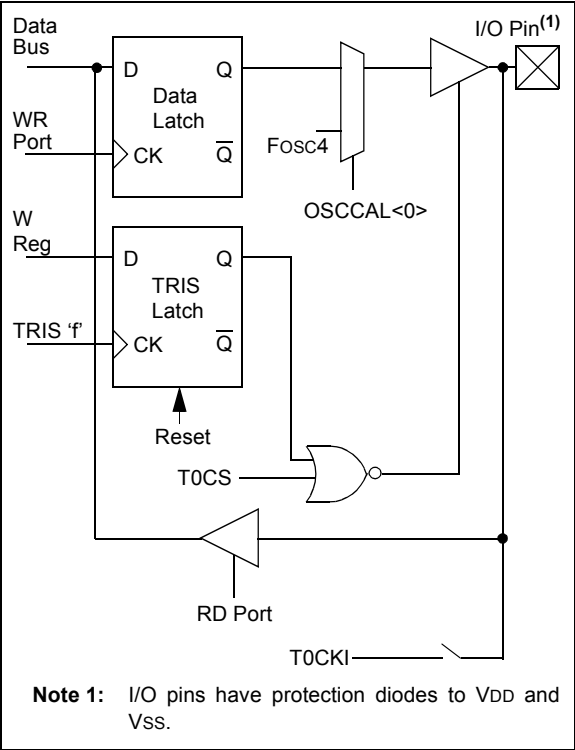 Data
Bus
I/O Pin(1)
D
Q
Data
Latch
WR
Port
CK
Q
FOSC4
OSCCAL<0>
W
Reg
D
Q
TRIS
Latch
TRIS 'f'
CK
Q
Reset
T0CS
RD Port
T0CKI
Note 1: I/O pins have protection diodes to VDD and
VSS.